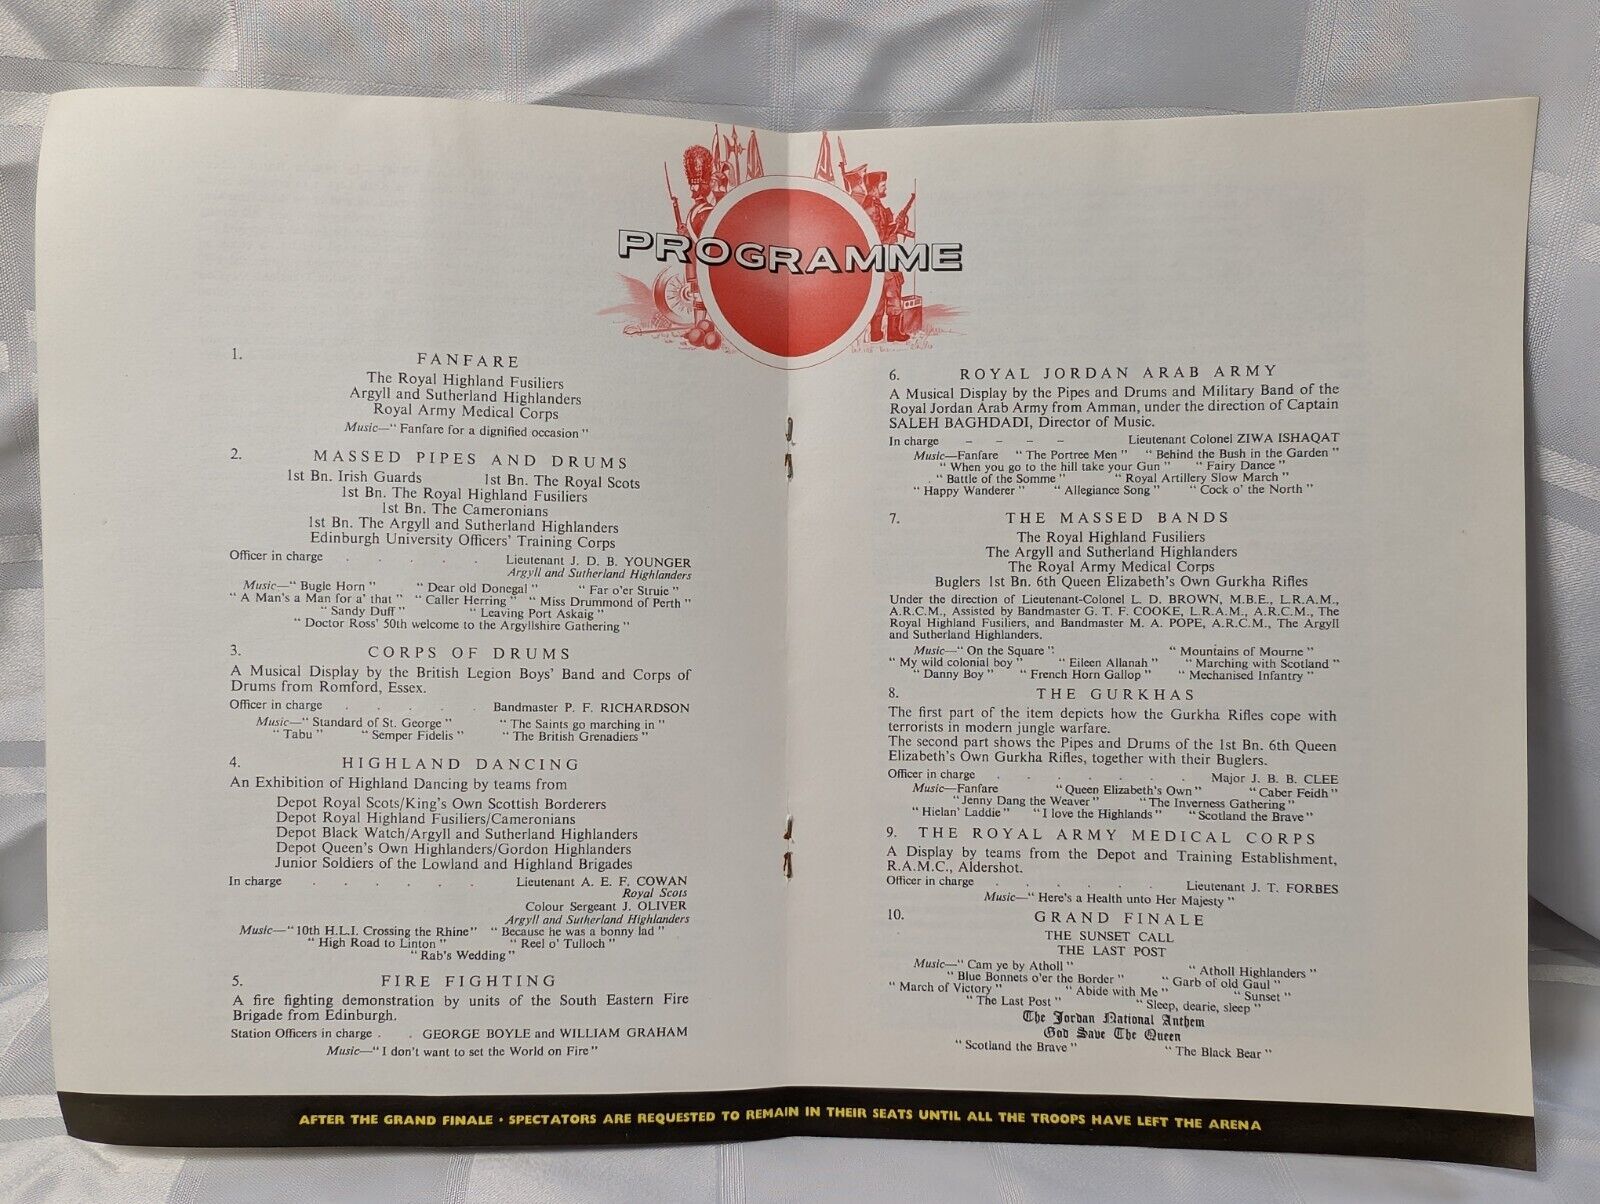 PROGRAMME
1. FANFARE
The Royal Highland Fusiliers
Argyll and Sutherland Highlanders
Royal Army Medical Corps
Music—“ Fanfare for a dignified occasion ”
2. MASSED PIPES AND DRUMS
1st Bn. Irish Guards 1st Bn. The Royal Scots
1st Bn. The Royal Highland Fusiliers
1st Bn. The Cameronians
1st Bn. The Argyll and Sutherland Highlanders
Edinburgh University Officers' Training Corps
Officer in charge . . . . . Lieutenant J. D. B. YOUNGER
Argyll and Sutherland Highlanders
Music—“ Bugle Horn ” “ Dear old Donegal ” “ Far o'er Struie ”
“ A Man's a Man for a' that ” “ Caller Herring ” “ Miss Drummond of Perth ”
“ Sandy Duff ” “ Leaving Port Askaig ”
“ Doctor Ross' 50th welcome to the Argyllshire Gathering ”
3. CORPS OF DRUMS
A Musical Display by the British Legion Boys' Band and Corps of
Drums from Romford, Essex.
Officer in charge . . . . . Bandmaster P. F. RICHARDSON
Music—“ Standard of St. George ” “ The Saints go marching in ”
“ Tabu ” “ Semper Fidelis ” “ The British Grenadiers ”
4. HIGHLAND DANCING
An Exhibition of Highland Dancing by teams from
Depot Royal Scots/King's Own Scottish Borderers
Depot Royal Highland Fusiliers/Cameronians
Depot Black Watch/Argyll and Sutherland Highlanders
Depot Queen's Own Highlanders/Gordon Highlanders
Junior Soldiers of the Lowland and Highland Brigades
In charge . . . . . . Lieutenant A. E. F. COWAN
Royal Scots
Colour Sergeant J. OLIVER
Argyll and Sutherland Highlanders
Music—“ 10th H.L.I. Crossing the Rhine ” “ Because he was a bonny lad ”
“ High Road to Linton ” “ Reel o' Tulloch ”
“ Rab's Wedding ”
5. FIRE FIGHTING
A fire fighting demonstration by units of the South Eastern Fire
Brigade from Edinburgh.
Station Officers in charge . . GEORGE BOYLE and WILLIAM GRAHAM
Music—“ I don't want to set the World on Fire ”
6. ROYAL JORDAN ARAB ARMY
A Musical Display by the Pipes and Drums and Military Band of the
Royal Jordan Arab Army from Amman, under the direction of Captain
SALEH BAGHDADI, Director of Music.
In charge – – – – Lieutenant Colonel ZIWA ISHAQAT
Music—Fanfare “ The Portree Men ” “ Behind the Bush in the Garden ”
“ When you go to the hill take your Gun ” “ Fairy Dance ”
“ Battle of the Somme ” “ Royal Artillery Slow March ”
“ Happy Wanderer ” “ Allegiance Song ” “ Cock o' the North ”
7. THE MASSED BANDS
The Royal Highland Fusiliers
The Argyll and Sutherland Highlanders
The Royal Army Medical Corps
Buglers 1st Bn. 6th Queen Elizabeth's Own Gurkha Rifles
Under the direction of Lieutenant-Colonel L. D. BROWN, M.B.E., L.R.A.M.,
A.R.C.M., Assisted by Bandmaster G. T. F. COOKE, L.R.A.M., A.R.C.M., The
Royal Highland Fusiliers, and Bandmaster M. A. POPE, A.R.C.M., The Argyll
and Sutherland Highlanders.
Music—“ On the Square ” “ Mountains of Mourne ”
“ My wild colonial boy ” “ Eileen Allanah ” “ Marching with Scotland ”
“ Danny Boy ” “ French Horn Gallop ” “ Mechanised Infantry ”
8. THE GURKHAS
The first part of the item depicts how the Gurkha Rifles cope with
terrorists in modern jungle warfare.
The second part shows the Pipes and Drums of the 1st Bn. 6th Queen
Elizabeth's Own Gurkha Rifles, together with their Buglers.
Officer in charge . . . . . . . Major J. B. B. CLEE
Music—Fanfare “ Queen Elizabeth's Own ” “ Caber Feidh ”
“ Jenny Dang the Weaver ” “ The Inverness Gathering ”
“ Hielan' Laddie ” “ I love the Highlands ” “ Scotland the Brave ”
9. THE ROYAL ARMY MEDICAL CORPS
A Display by teams from the Depot and Training Establishment,
R.A.M.C., Aldershot.
Officer in charge . . . . . . Lieutenant J. T. FORBES
Music—“ Here's a Health unto Her Majesty ”
10. GRAND FINALE
THE SUNSET CALL
THE LAST POST
Music—“ Cam ye by Atholl ” “ Atholl Highlanders ”
“ Blue Bonnets o'er the Border ” “ Garb of old Gaul ”
“ March of Victory ” “ Abide with Me ” “ Sunset ”
“ The Last Post ” “ Sleep, dearie, sleep ”
The Jordan National Anthem
God Save The Queen
“ Scotland the Brave ” “ The Black Bear ”
AFTER THE GRAND FINALE · SPECTATORS ARE REQUESTED TO REMAIN IN THEIR SEATS UNTIL ALL THE TROOPS HAVE LEFT THE ARENA